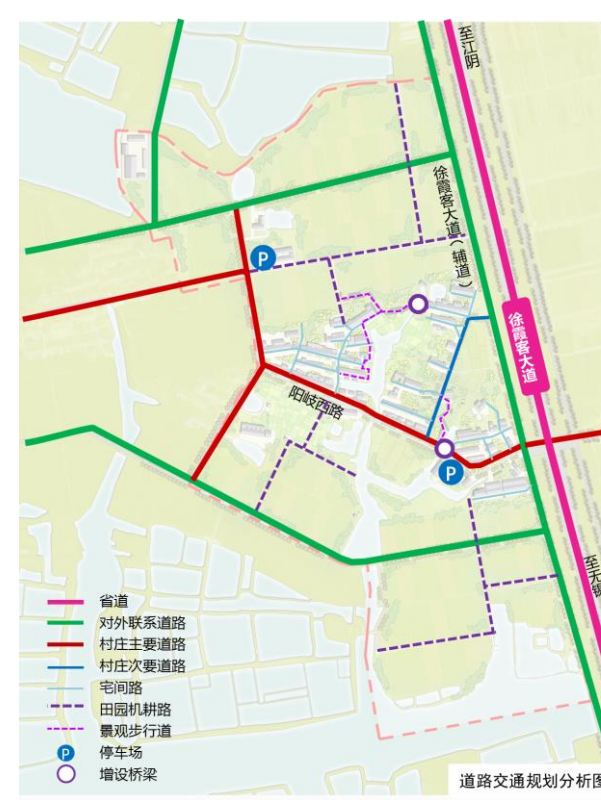 至江阴
徐霞客大道（辅道）
P
徐霞客大道
阳岐西路
P
至无锡
省道
对外联系道路
村庄主要道路
村庄次要道路
宅间路
田园机耕路
景观步行道
P 停车场
增设桥梁
道路交通规划分析图